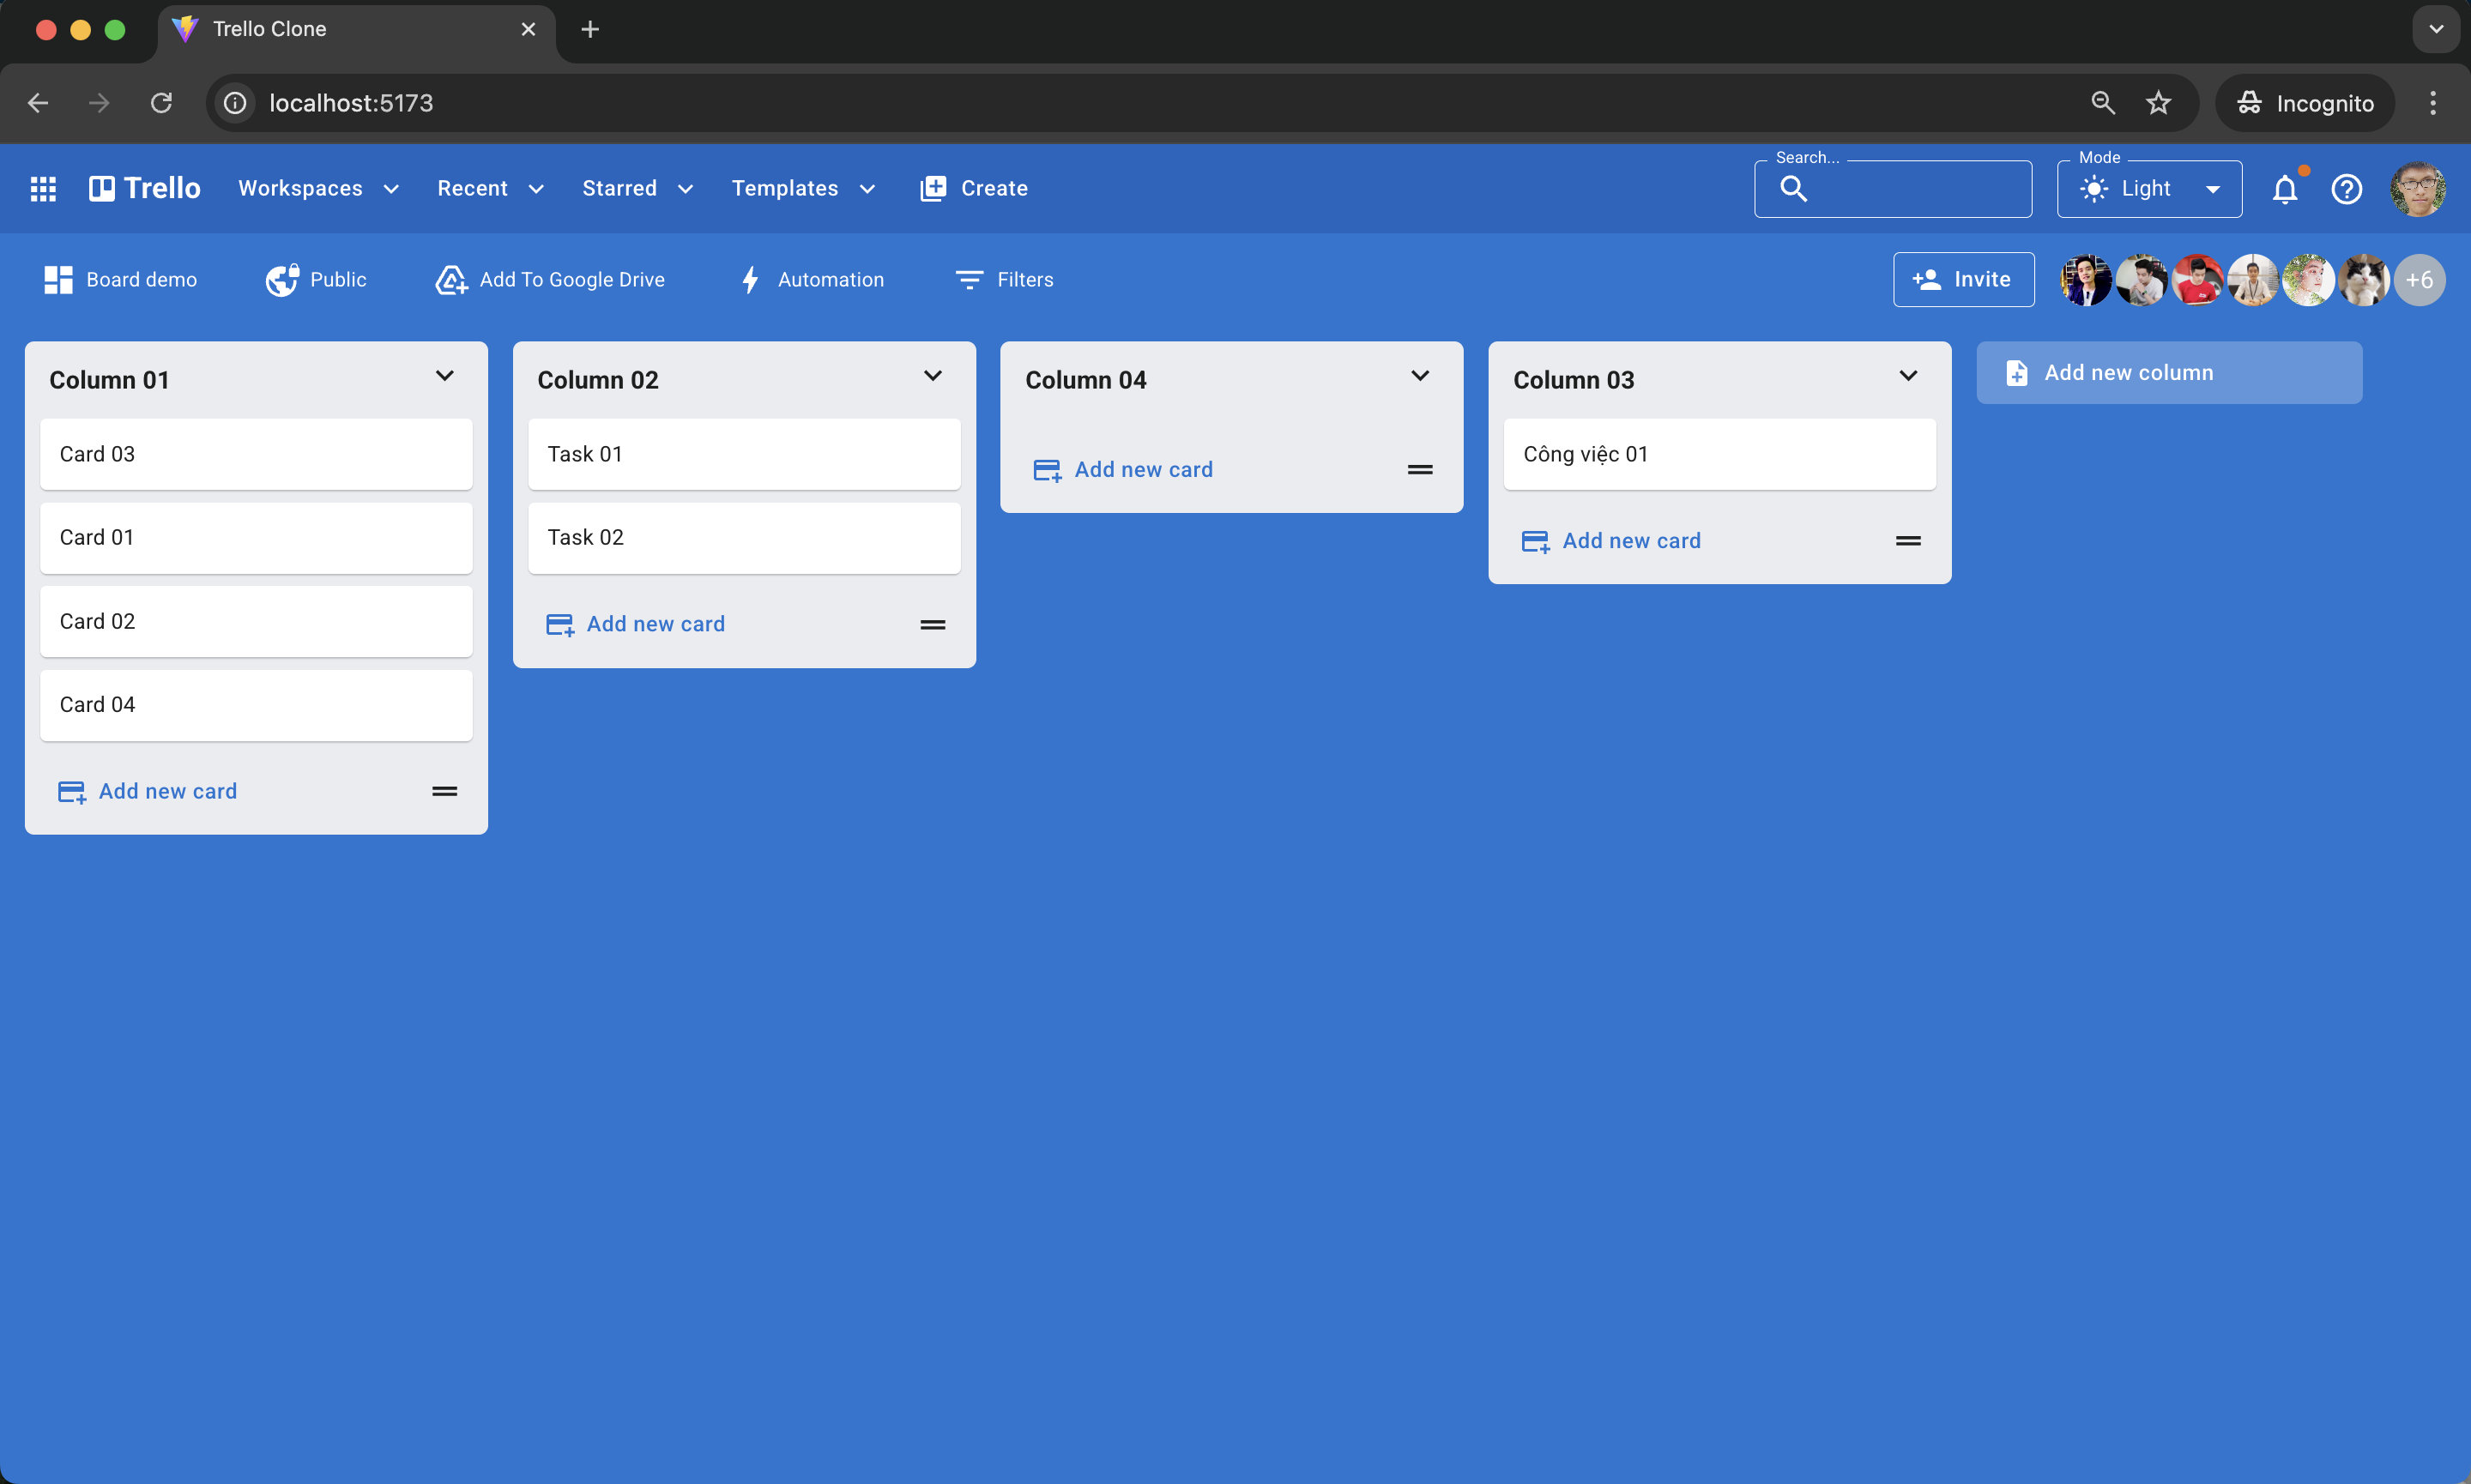 Trello Clone
localhost:5173
Incognito
Trello
Workspaces
Recent
Starred
Templates
Create
Search...
Mode
Light
Board demo
Public
Add To Google Drive
Automation
Filters
Invite
+6
Column 01
Card 03
Card 01
Card 02
Card 04
Add new card
Column 02
Task 01
Task 02
Add new card
Column 04
Add new card
Column 03
Công việc 01
Add new card
Add new column